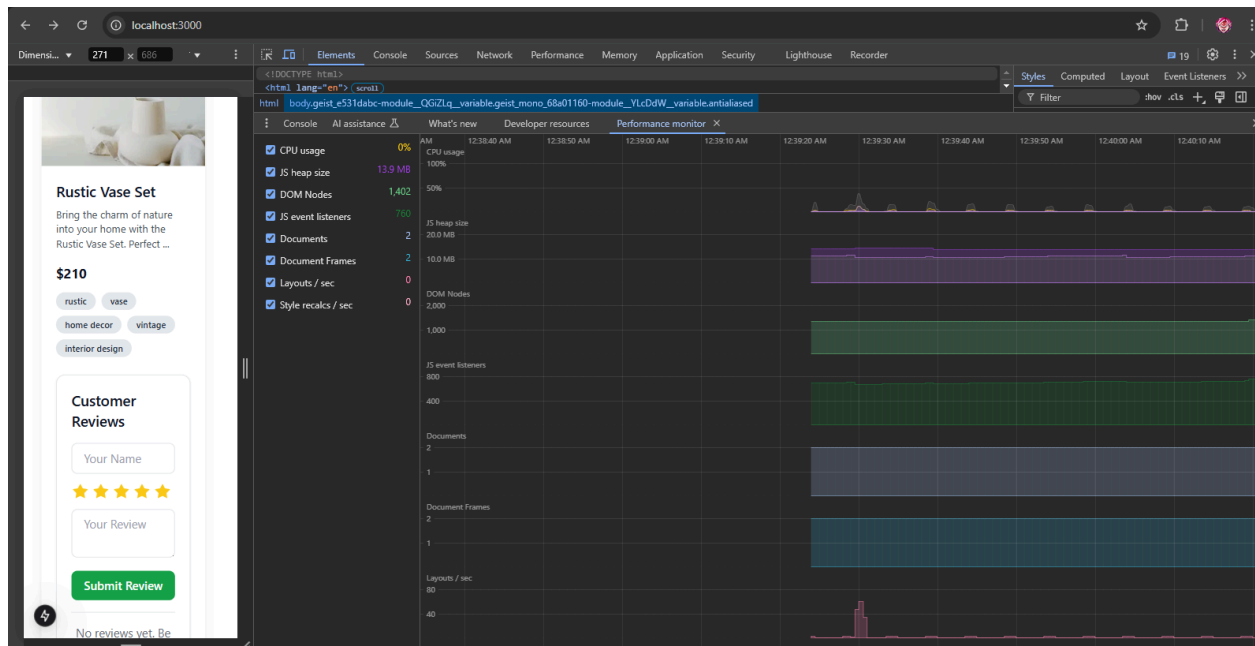 localhost:3000
Dimensi... 271 x 686
Elements Console Sources Network Performance Memory Application Security Lighthouse Recorder 19
<!DOCTYPE html>
<html lang="en"> scroll
html body.geist_e531dabc-module__QGiZLq__variable.geist_mono_68a01160-module__YLcDdW__variable.antialiased
Styles Computed Layout Event Listeners
Filter :hov .cls
Console AI assistance What's new Developer resources Performance monitor
CPU usage 0%
JS heap size 13.9 MB
DOM Nodes 1,402
JS event listeners 760
Documents 2
Document Frames 2
Layouts / sec 0
Style recalcs / sec 0
AM 12:38:40 AM 12:38:50 AM 12:39:00 AM 12:39:10 AM 12:39:20 AM 12:39:30 AM 12:39:40 AM 12:39:50 AM 12:40:00 AM 12:40:10 AM
CPU usage
100%
50%
JS heap size
20.0 MB
10.0 MB
DOM Nodes
2,000
1,000
JS event listeners
800
400
Documents
2
1
Document Frames
2
1
Layouts / sec
80
40
Rustic Vase Set
Bring the charm of nature
into your home with the
Rustic Vase Set. Perfect ...
$210
rustic vase
home decor vintage
interior design
Customer
Reviews
Your Name
Your Review
Submit Review
No reviews yet. Be